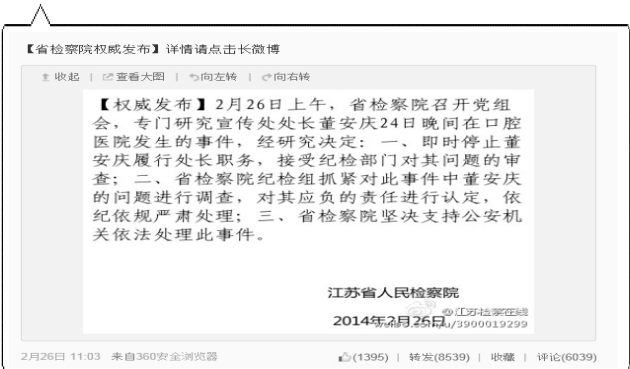 【省检察院权威发布】详情请点击长微博
收起 | 查看大图 | 向左转 | 向右转
【权威发布】2月26日上午，省检察院召开党组
会，专门研究宣传处处长董安庆24日晚间在口腔
医院发生的事件，经研究决定：一、即时停止董
安庆履行处长职务，接受纪检部门对其问题的审
查；二、省检察院纪检组抓紧对此事件中董安庆
的问题进行调查，对其应负的责任进行认定，依
纪依规严肃处理；三、省检察院坚决支持公安机
关依法处理此事件。
江苏省人民检察院
@江苏检察在线
2014年2月26日
weibo.com/u/3900019299
2月26日 11:03 来自360安全浏览器 (1395) | 转发(8539) | 收藏 | 评论(6039)